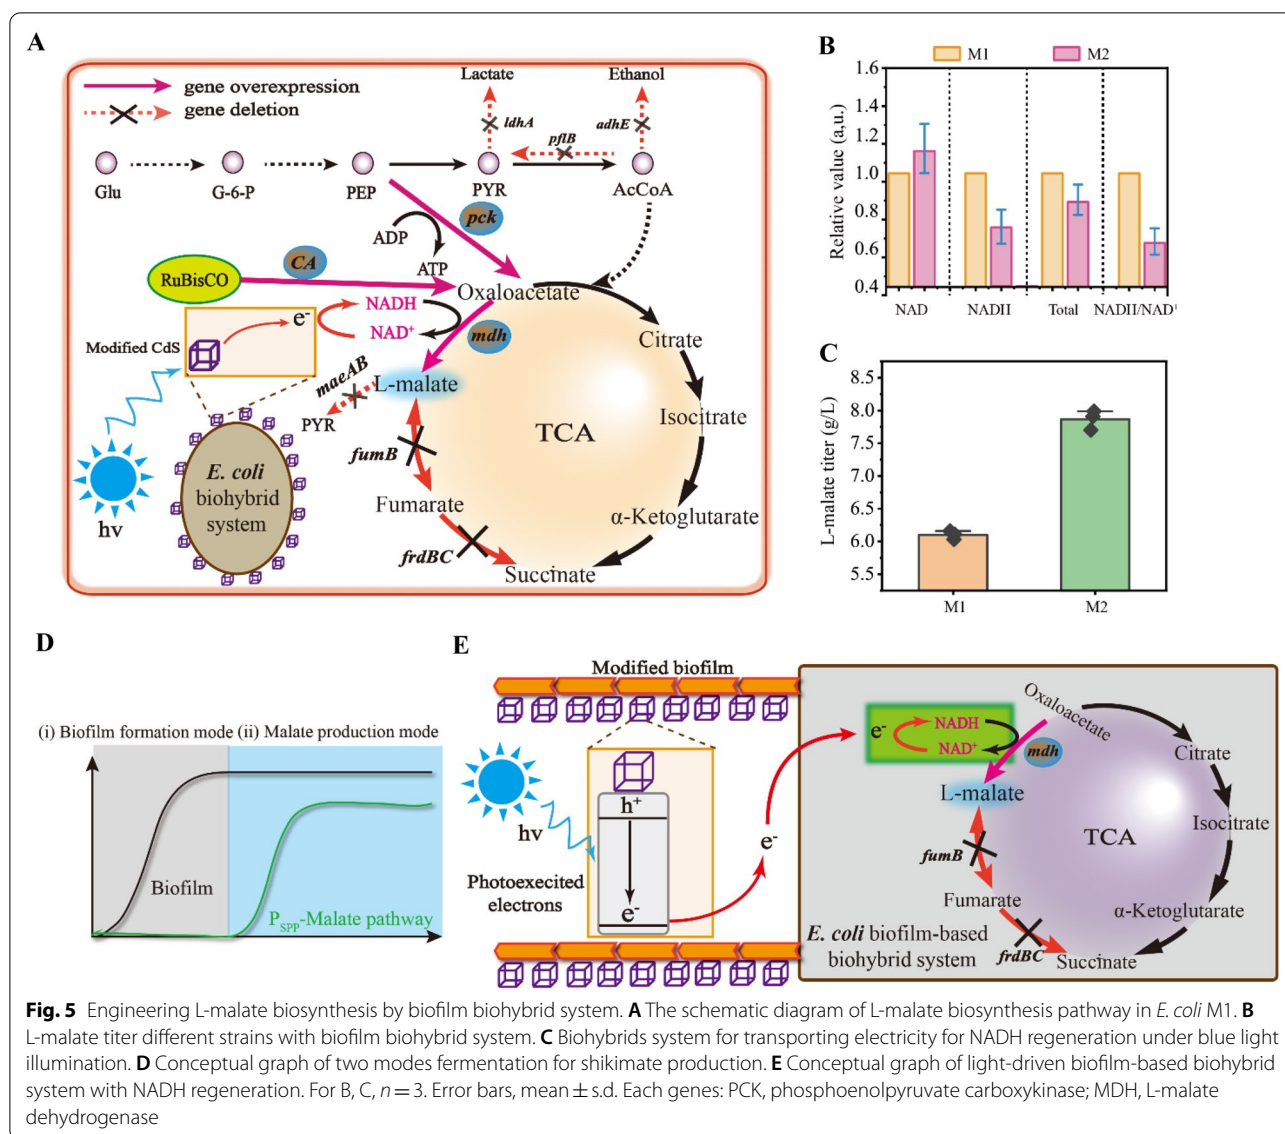 A
gene overexpression
gene deletion
Lactate
Ethanol
ldhA
adhE
pflB
Glu
G-6-P
PEP
PYR
AcCoA
pck
ADP
ATP
RuBisCO
CA
Oxaloacetate
NADH
NAD⁺
e⁻
mdh
Modified CdS
Citrate
maeAB
L-malate
PYR
Isocitrate
TCA
fumB
E. coli
biohybrid
system
hv
Fumarate
α-Ketoglutarate
frdBC
Succinate
B
M1
M2
Relative value (a,u.)
1.6
1.4
1.2
1.0
0.8
0.6
0.4
NAD
NADII
Total
NADII/NAD⁺
C
L-malate titer (g/L)
8.5
8.0
7.5
7.0
6.5
6.0
5.5
M1
M2
D
(i) Biofilm formation mode (ii) Malate production mode
Biofilm
P_SPP-Malate pathway
E
Modified biofilm
hv
h⁺
e⁻
Photoexecited
electrons
e⁻
e⁻
NADH
NAD⁺
Oxaloacetate
mdh
Citrate
L-malate
Isocitrate
TCA
fumB
Fumarate
α-Ketoglutarate
E. coli biofilm-based
biohybrid system
frdBC
Succinate
Fig. 5 Engineering L-malate biosynthesis by biofilm biohybrid system. A The schematic diagram of L-malate biosynthesis pathway in E. coli M1. B
L-malate titer different strains with biofilm biohybrid system. C Biohybrids system for transporting electricity for NADH regeneration under blue light
illumination. D Conceptual graph of two modes fermentation for shikimate production. E Conceptual graph of light-driven biofilm-based biohybrid
system with NADH regeneration. For B, C, n = 3. Error bars, mean ± s.d. Each genes: PCK, phosphoenolpyruvate carboxykinase; MDH, L-malate
dehydrogenase